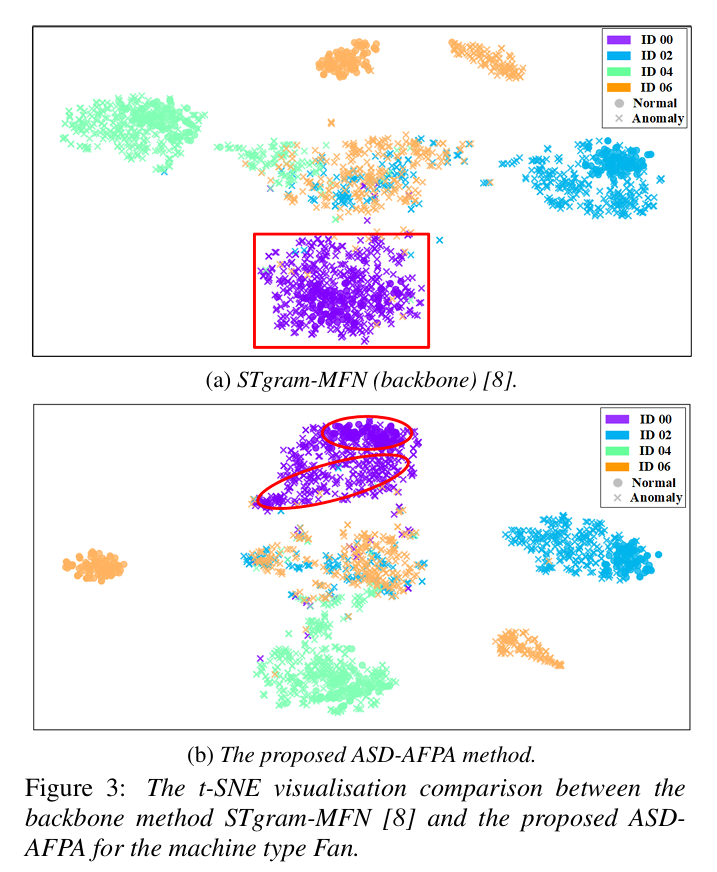 ID 00
ID 02
ID 04
ID 06
Normal
Anomaly
(a) STgram-MFN (backbone) [8].
ID 00
ID 02
ID 04
ID 06
Normal
Anomaly
(b) The proposed ASD-AFPA method.
Figure 3: The t-SNE visualisation comparison between the
backbone method STgram-MFN [8] and the proposed ASD-
AFPA for the machine type Fan.